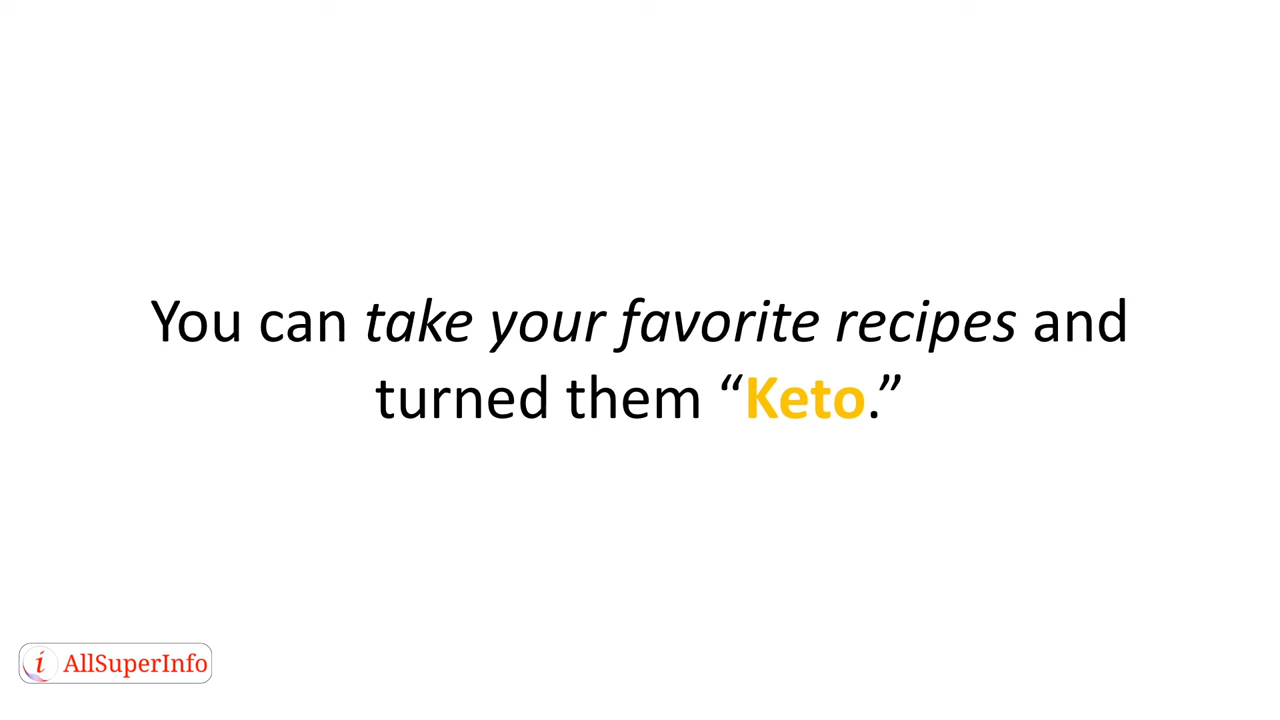 You can take your favorite recipes and
turned them “Keto.”
i AllSuperInfo